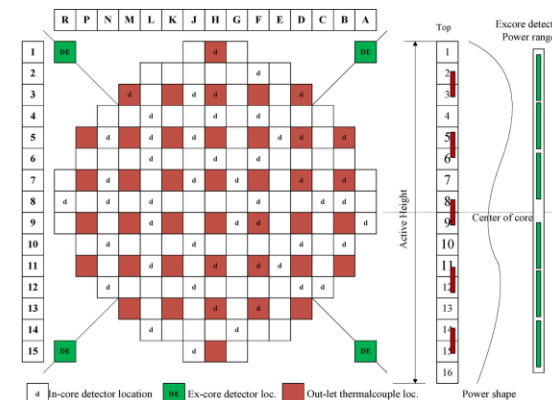 R P N M L K J H G F E D C B A
Top
Excore detect
Power range
1 DE d DE 1
2 d 2
3 d d d d d 3
4 d d d 4
5 d d d d d d 5
6 d d d 6
7 d d d d d d 7
8 d d d d d d 8
Center of core
9 d d d d 9
10 d d d d 10
11 d d d d 11
12 d d d d 12
13 d d 13
14 d d 14
15 DE d DE 15
16
Active Height
d In-core detector location DE Ex-core detector loc. Out-let thermalcouple loc. Power shape